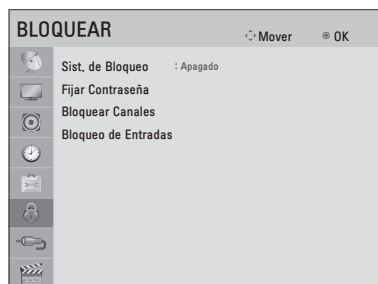 BLOQUEAR Mover OK
Sist. de Bloqueo : Apagado
Fijar Contraseña
Bloquear Canales
Bloqueo de Entradas